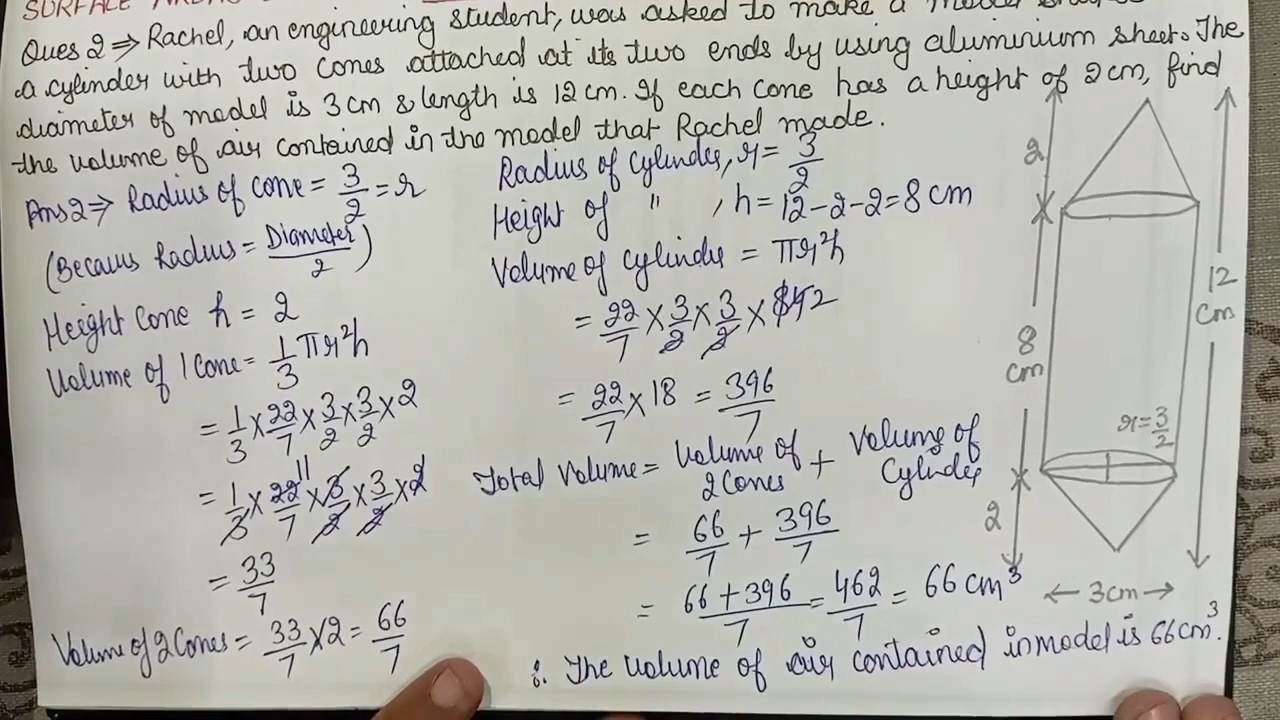 SURFACE AREAS
Ques 2 ⇒ Rachel, an engineering student, was asked to make a model
a cylinder with two cones attached at its two ends by using aluminium sheet. The
diameter of model is 3 cm & length is 12 cm. If each cone has a height of 2 cm, find
the volume of air contained in the model that Rachel made.
Ans 2 ⇒ Radius of cone = 3/2 = r
(Becaus Radius = Diameter/2)
Height Cone h = 2
Volume of 1 Cone = 1/3 πr²h
= 1/3 × 22/7 × 3/2 × 3/2 × 2
= 1/3 × 22/7 × 3/2 × 3/2 × 2
11
= 33/7
Volume of 2 Cones = 33/7 × 2 = 66/7
Radius of cylinder, r = 3/2
Height of " , h = 12 - 2 - 2 = 8 cm
Volume of cylinder = πr²h
= 22/7 × 3/2 × 3/2 × 8 4 2
= 22/7 × 18 = 396/7
Total Volume = Volume of 2 Cones + Volume of Cylinder
= 66/7 + 396/7
= 66 + 396/7 = 462/7 = 66 cm³
∴ The volume of air contained in model is 66 cm³.
2
12
cm
8
cm
r = 3/2
2
← 3cm →